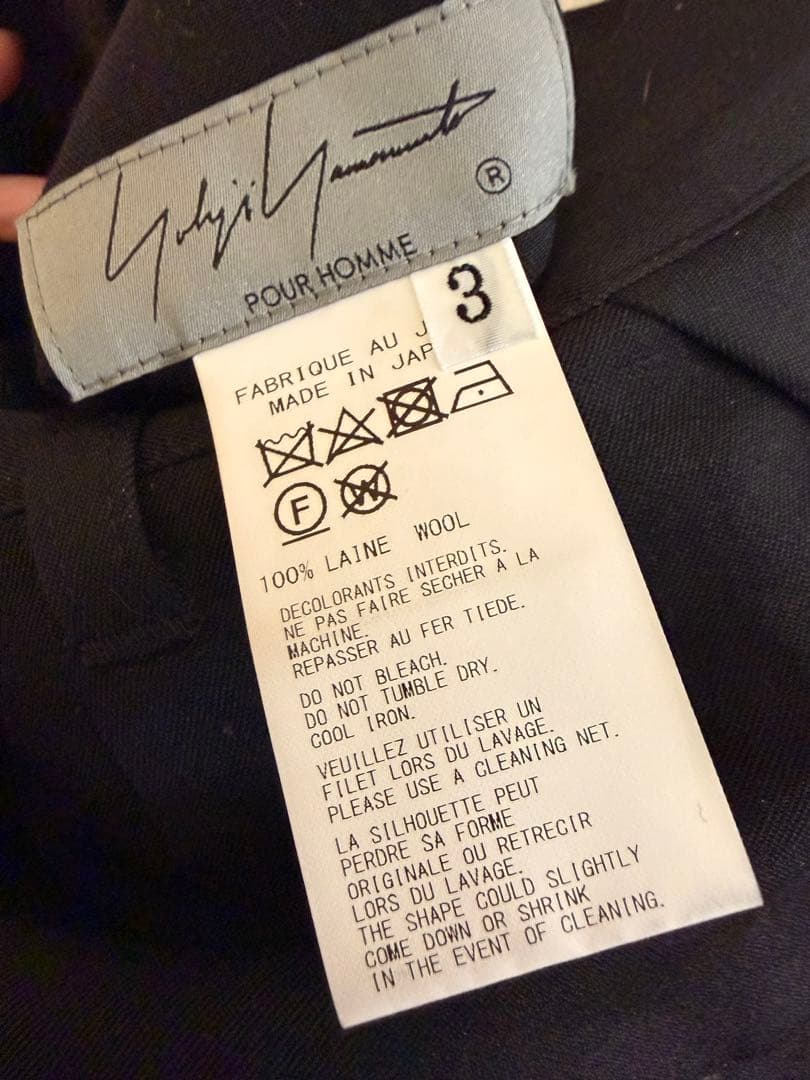 Yohji Yamamoto
®
POUR HOMME
3
FABRIQUE AU J
MADE IN JAP
F
W
100% LAINE WOOL
DECOLORANTS INTERDITS.
NE PAS FAIRE SECHER A LA
MACHINE.
REPASSER AU FER TIEDE.
DO NOT BLEACH.
DO NOT TUMBLE DRY.
COOL IRON.
VEUILLEZ UTILISER UN
FILET LORS DU LAVAGE.
PLEASE USE A CLEANING NET.
LA SILHOUETTE PEUT
PERDRE SA FORME
ORIGINALE OU RETRECIR
LORS DU LAVAGE.
THE SHAPE COULD SLIGHTLY
COME DOWN OR SHRINK
IN THE EVENT OF CLEANING.